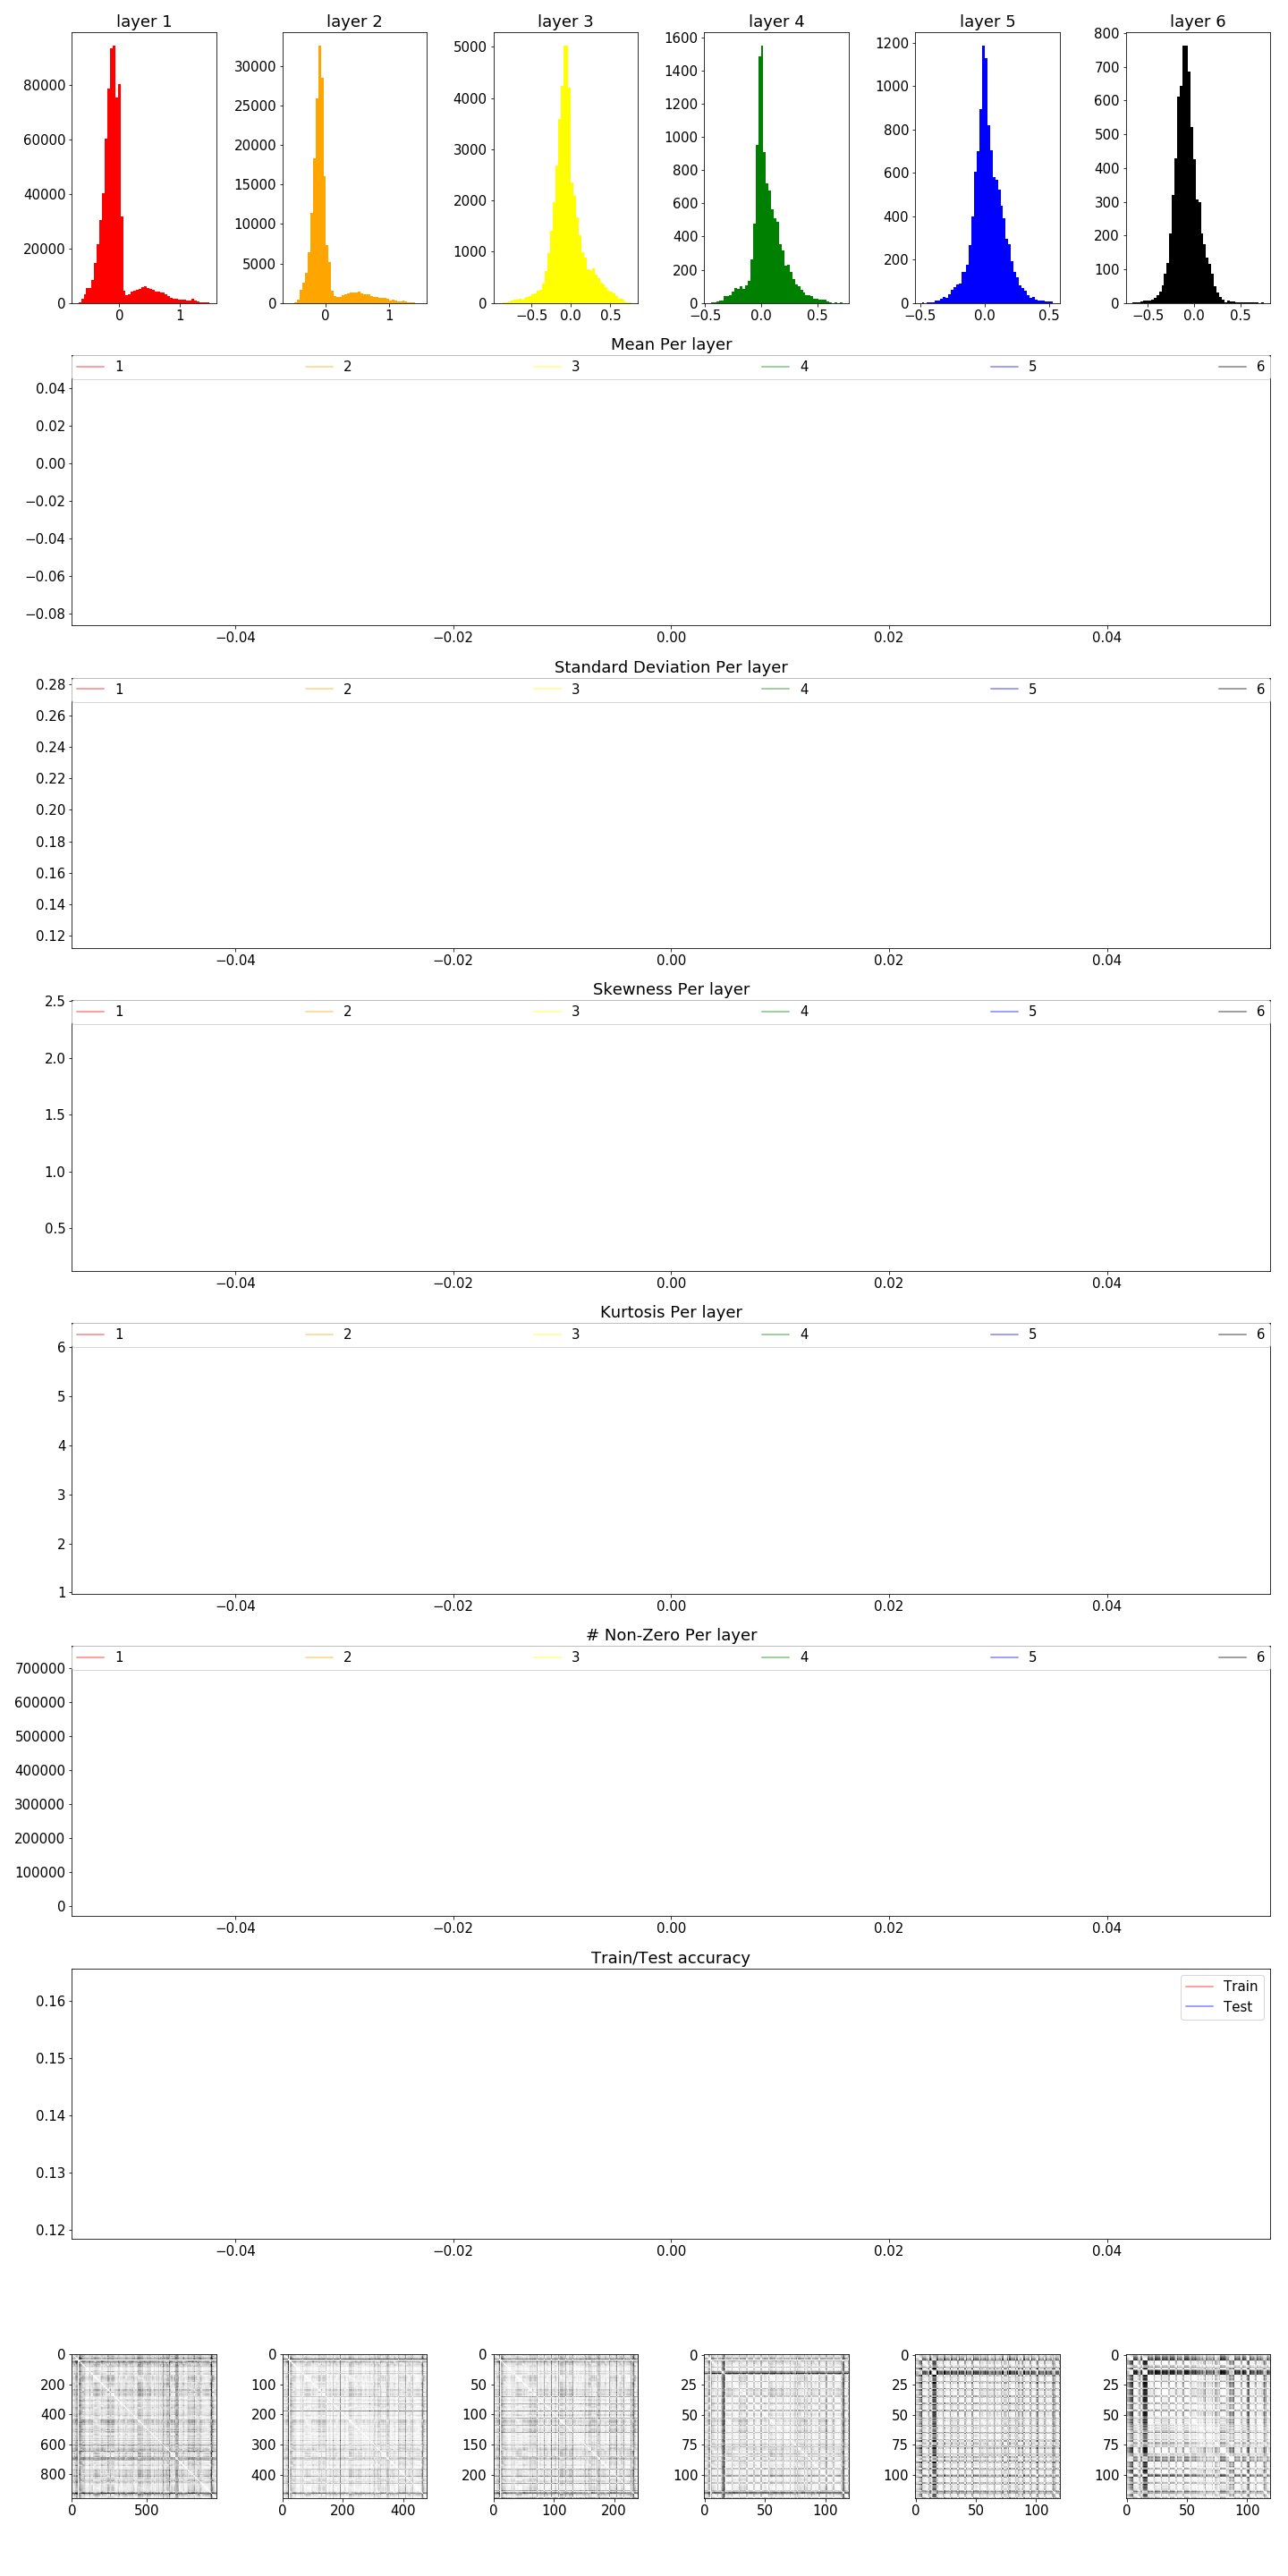 layer 1 layer 2 layer 3 layer 4 layer 5 layer 6
80000 60000 40000 20000 0
0 1
30000 25000 20000 15000 10000 5000 0
0 1
5000 4000 3000 2000 1000 0
−0.5 0.0 0.5
1600 1400 1200 1000 800 600 400 200 0
−0.5 0.0 0.5
1200 1000 800 600 400 200 0
−0.5 0.0 0.5
800 700 600 500 400 300 200 100 0
−0.5 0.0 0.5
Mean Per layer
1 2 3 4 5 6
0.04
0.02
0.00
−0.02
−0.04
−0.06
−0.08
−0.04 −0.02 0.00 0.02 0.04
Standard Deviation Per layer
0.28
1 2 3 4 5 6
0.26
0.24
0.22
0.20
0.18
0.16
0.14
0.12
−0.04 −0.02 0.00 0.02 0.04
Skewness Per layer
2.5
1 2 3 4 5 6
2.0
1.5
1.0
0.5
−0.04 −0.02 0.00 0.02 0.04
Kurtosis Per layer
1 2 3 4 5 6
6
5
4
3
2
1
−0.04 −0.02 0.00 0.02 0.04
# Non-Zero Per layer
1 2 3 4 5 6
700000
600000
500000
400000
300000
200000
100000
0
−0.04 −0.02 0.00 0.02 0.04
Train/Test accuracy
Train
Test
0.16
0.15
0.14
0.13
0.12
−0.04 −0.02 0.00 0.02 0.04
0 200 400 600 800
0 500
0 100 200 300 400
0 200 400
0 50 100 150 200
0 100 200
0 25 50 75 100
0 50 100
0 25 50 75 100
0 50 100
0 25 50 75 100
0 50 100